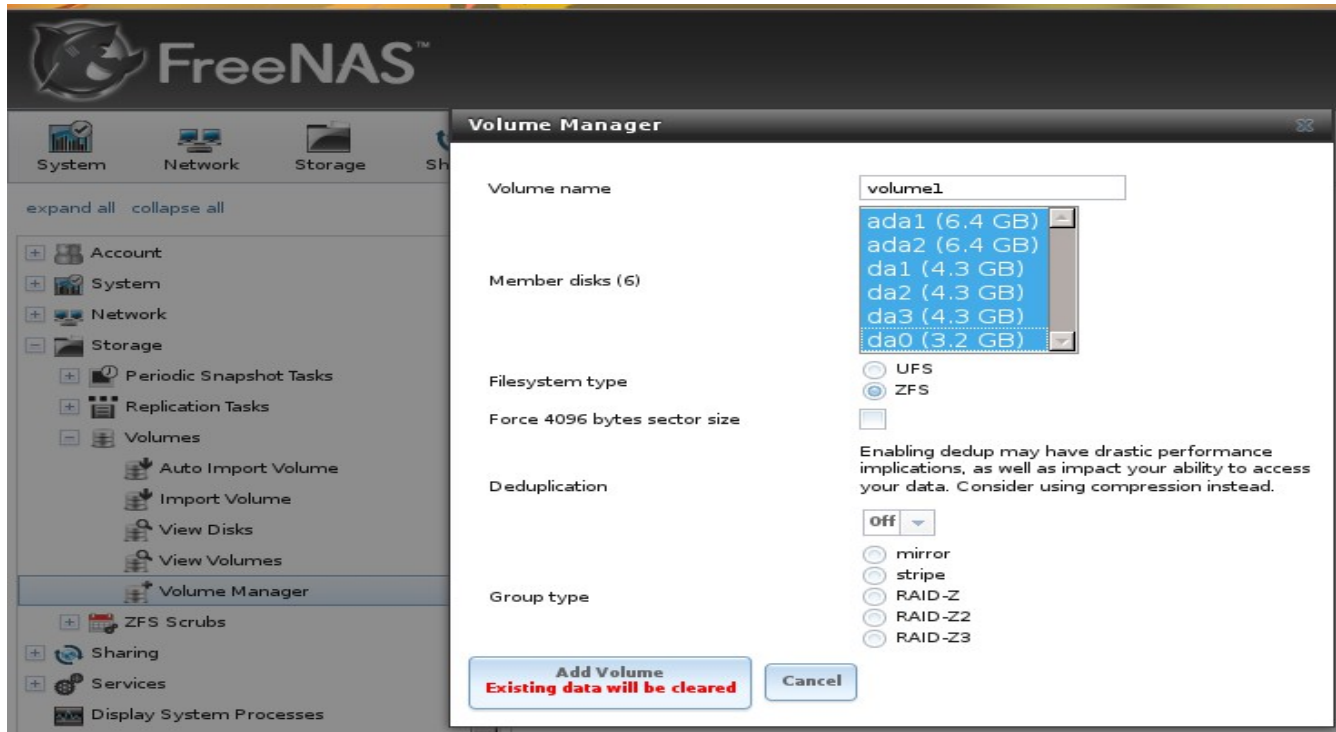 FreeNAS™
System
Network
Storage
Sh
expand all collapse all
Account
System
Network
Storage
Periodic Snapshot Tasks
Replication Tasks
Volumes
Auto Import Volume
Import Volume
View Disks
View Volumes
Volume Manager
ZFS Scrubs
Sharing
Services
Display System Processes
Volume Manager
Volume name
volume1
Member disks (6)
ada1 (6.4 GB)
ada2 (6.4 GB)
da1 (4.3 GB)
da2 (4.3 GB)
da3 (4.3 GB)
da0 (3.2 GB)
Filesystem type
UFS
ZFS
Force 4096 bytes sector size
Deduplication
Enabling dedup may have drastic performance
implications, as well as impact your ability to access
your data. Consider using compression instead.
Off
Group type
mirror
stripe
RAID-Z
RAID-Z2
RAID-Z3
Add Volume
Existing data will be cleared
Cancel